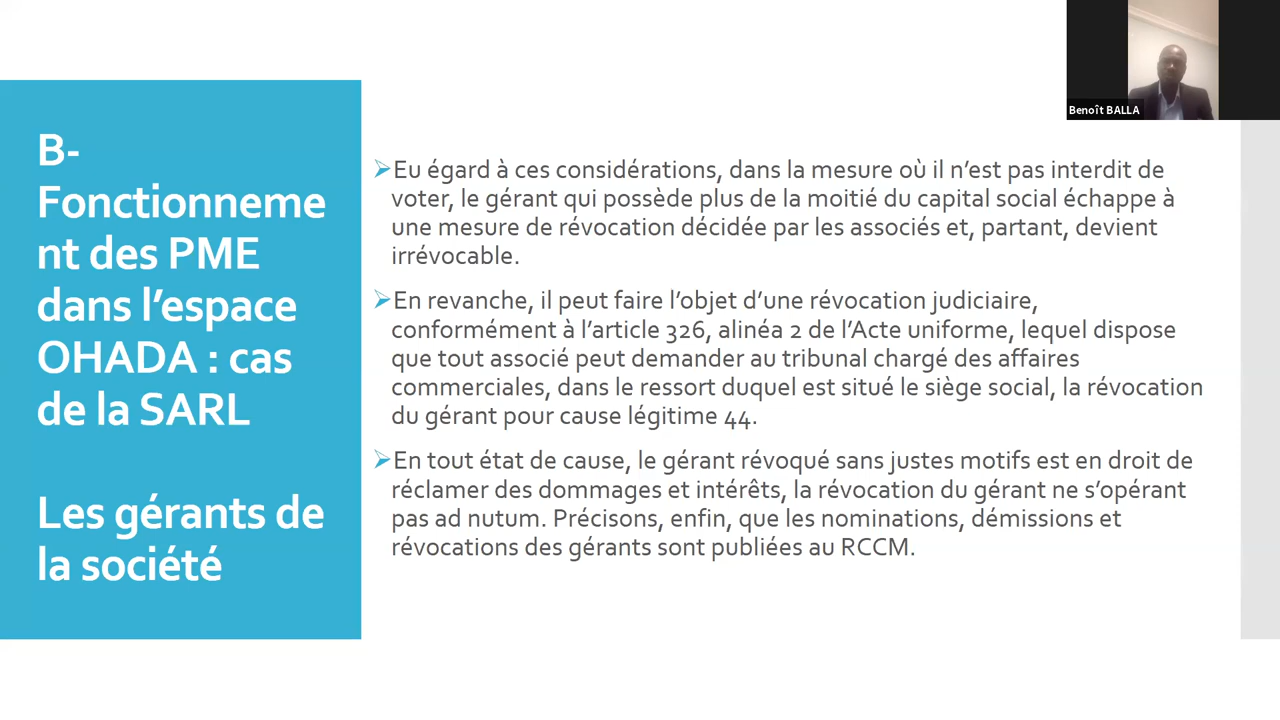 Benoît BALLA
B-
Fonctionneme
nt des PME
dans l’espace
OHADA : cas
de la SARL
Les gérants de
la société
➢Eu égard à ces considérations, dans la mesure où il n’est pas interdit de
voter, le gérant qui possède plus de la moitié du capital social échappe à
une mesure de révocation décidée par les associés et, partant, devient
irrévocable.
➢En revanche, il peut faire l’objet d’une révocation judiciaire,
conformément à l’article 326, alinéa 2 de l’Acte uniforme, lequel dispose
que tout associé peut demander au tribunal chargé des affaires
commerciales, dans le ressort duquel est situé le siège social, la révocation
du gérant pour cause légitime 44.
➢En tout état de cause, le gérant révoqué sans justes motifs est en droit de
réclamer des dommages et intérêts, la révocation du gérant ne s’opérant
pas ad nutum. Précisons, enfin, que les nominations, démissions et
révocations des gérants sont publiées au RCCM.